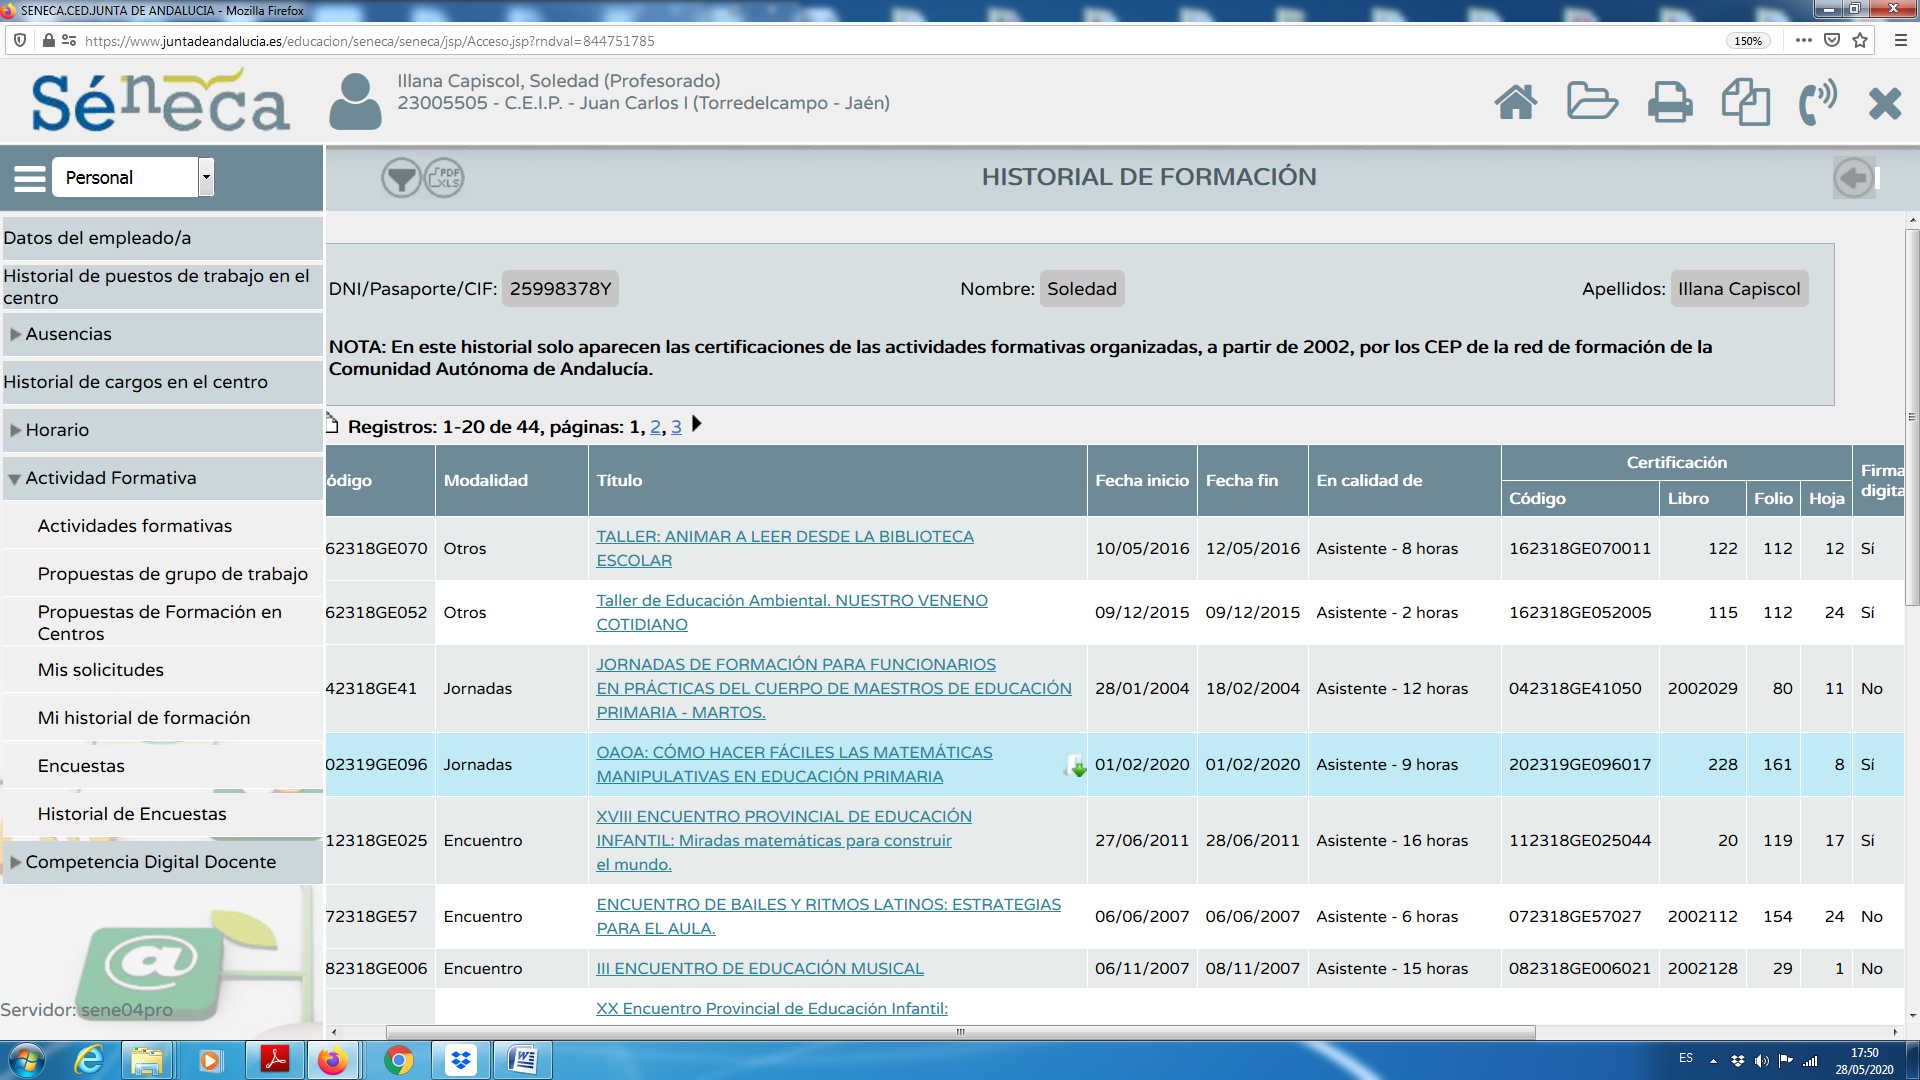 SENECA.CED.JUNTA DE ANDALUCIA - Mozilla Firefox
https://www.juntadeandalucia.es/educacion/seneca/seneca/jsp/Acceso.jsp?rndval=844751785
150%
Séneca
Illana Capiscol, Soledad (Profesorado)
23005505 - C.E.I.P. - Juan Carlos I (Torredelcampo - Jaén)
Personal
PDF
XLS
HISTORIAL DE FORMACIÓN
Datos del empleado/a
Historial de puestos de trabajo en el
centro
Ausencias
Historial de cargos en el centro
Horario
Actividad Formativa
Actividades formativas
Propuestas de grupo de trabajo
Propuestas de Formación en
Centros
Mis solicitudes
Mi historial de formación
Encuestas
Historial de Encuestas
Competencia Digital Docente
Servidor: sene04pro
DNI/Pasaporte/CIF: 25998378Y Nombre: Soledad Apellidos: Illana Capiscol
NOTA: En este historial solo aparecen las certificaciones de las actividades formativas organizadas, a partir de 2002, por los CEP de la red de formación de la
Comunidad Autónoma de Andalucía.
Registros: 1-20 de 44, páginas: 1, 2, 3
ódigo Modalidad Título Fecha inicio Fecha fin En calidad de Certificación Firma
Código Libro Folio Hoja digita
62318GE070 Otros TALLER: ANIMAR A LEER DESDE LA BIBLIOTECA
ESCOLAR 10/05/2016 12/05/2016 Asistente - 8 horas 162318GE070011 122 112 12 Sí
62318GE052 Otros Taller de Educación Ambiental. NUESTRO VENENO
COTIDIANO 09/12/2015 09/12/2015 Asistente - 2 horas 162318GE052005 115 112 24 Sí
42318GE41 Jornadas JORNADAS DE FORMACIÓN PARA FUNCIONARIOS
EN PRÁCTICAS DEL CUERPO DE MAESTROS DE EDUCACIÓN
PRIMARIA - MARTOS. 28/01/2004 18/02/2004 Asistente - 12 horas 042318GE41050 2002029 80 11 No
02319GE096 Jornadas OAOA: CÓMO HACER FÁCILES LAS MATEMÁTICAS
MANIPULATIVAS EN EDUCACIÓN PRIMARIA 01/02/2020 01/02/2020 Asistente - 9 horas 202319GE096017 228 161 8 Sí
12318GE025 Encuentro XVIII ENCUENTRO PROVINCIAL DE EDUCACIÓN
INFANTIL: Miradas matemáticas para construir
el mundo. 27/06/2011 28/06/2011 Asistente - 16 horas 112318GE025044 20 119 17 Sí
72318GE57 Encuentro ENCUENTRO DE BAILES Y RITMOS LATINOS: ESTRATEGIAS
PARA EL AULA. 06/06/2007 06/06/2007 Asistente - 6 horas 072318GE57027 2002112 154 24 No
82318GE006 Encuentro III ENCUENTRO DE EDUCACIÓN MUSICAL 06/11/2007 08/11/2007 Asistente - 15 horas 082318GE006021 2002128 29 1 No
XX Encuentro Provincial de Educación Infantil:
ES
17:50
28/05/2020